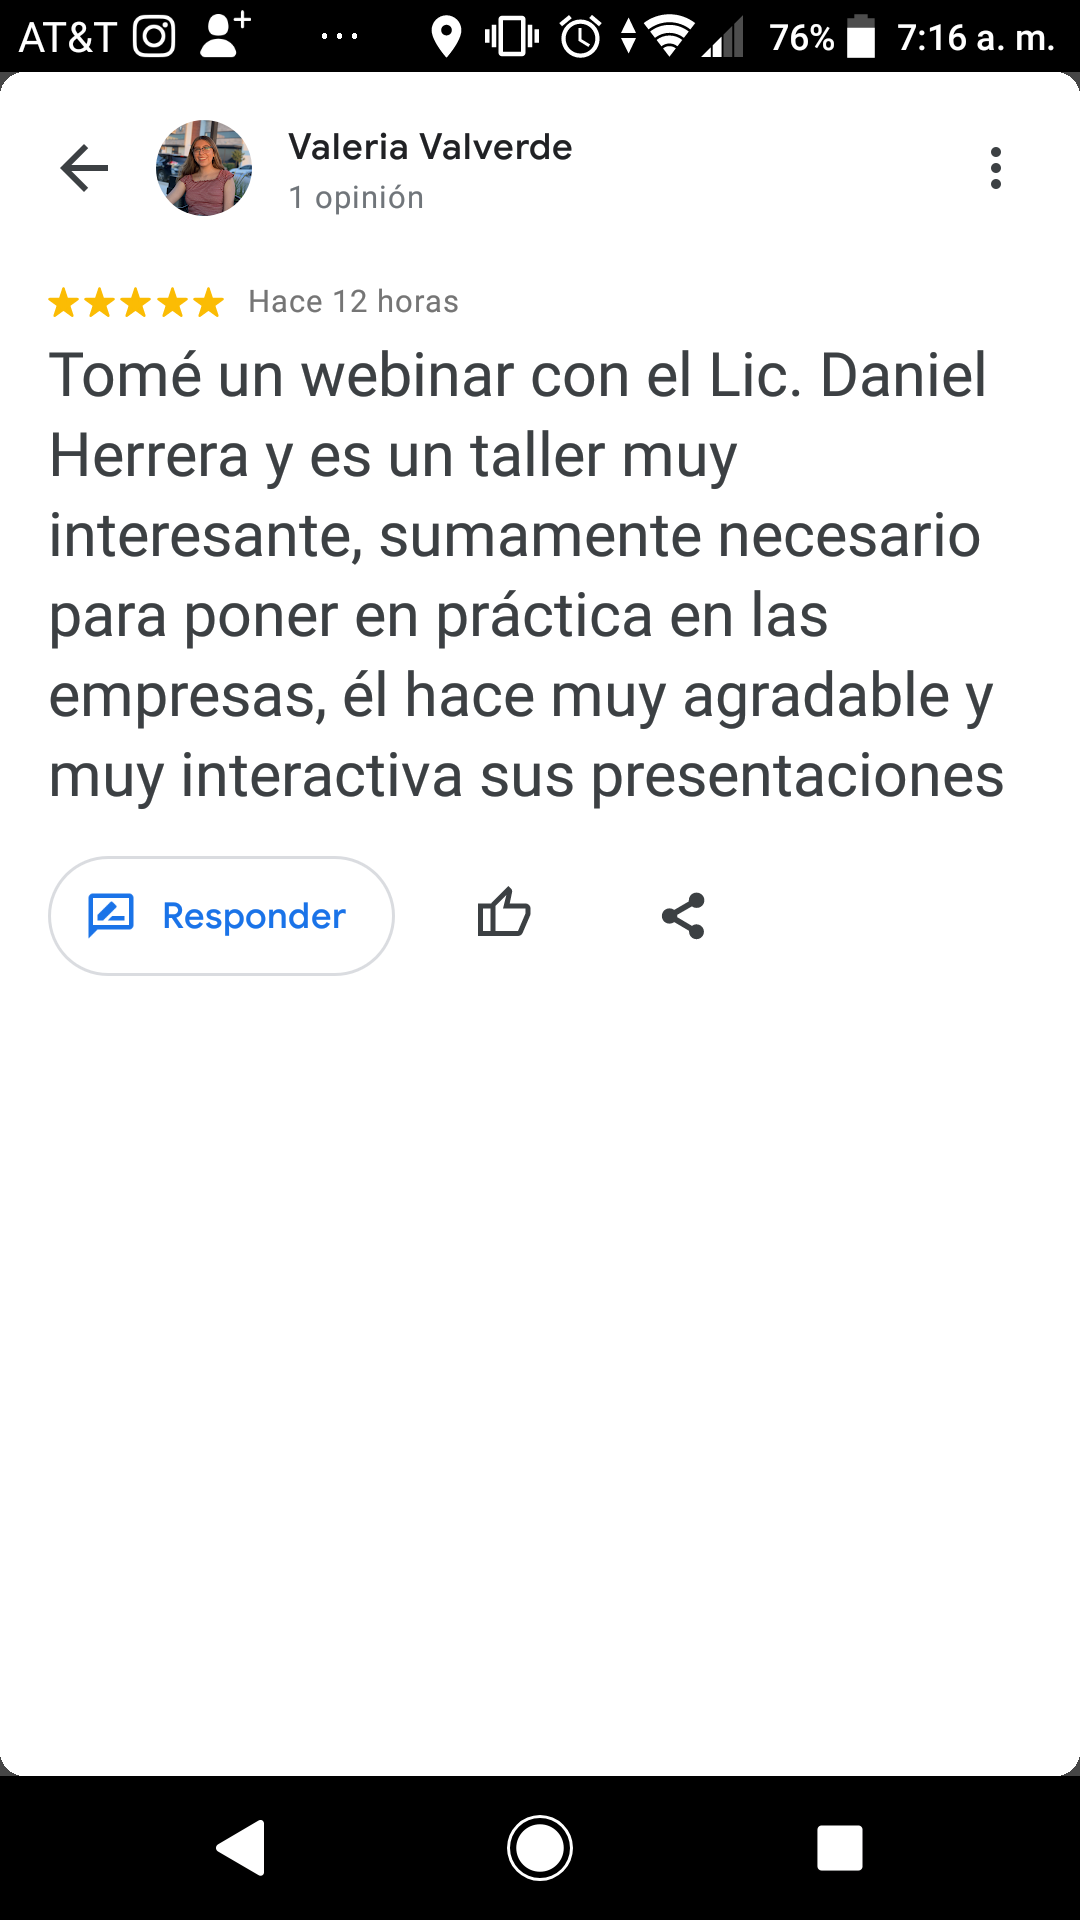 AT&T 76% 7:16 a. m.
Valeria Valverde
1 opinión
Hace 12 horas
Tomé un webinar con el Lic. Daniel
Herrera y es un taller muy
interesante, sumamente necesario
para poner en práctica en las
empresas, él hace muy agradable y
muy interactiva sus presentaciones
Responder